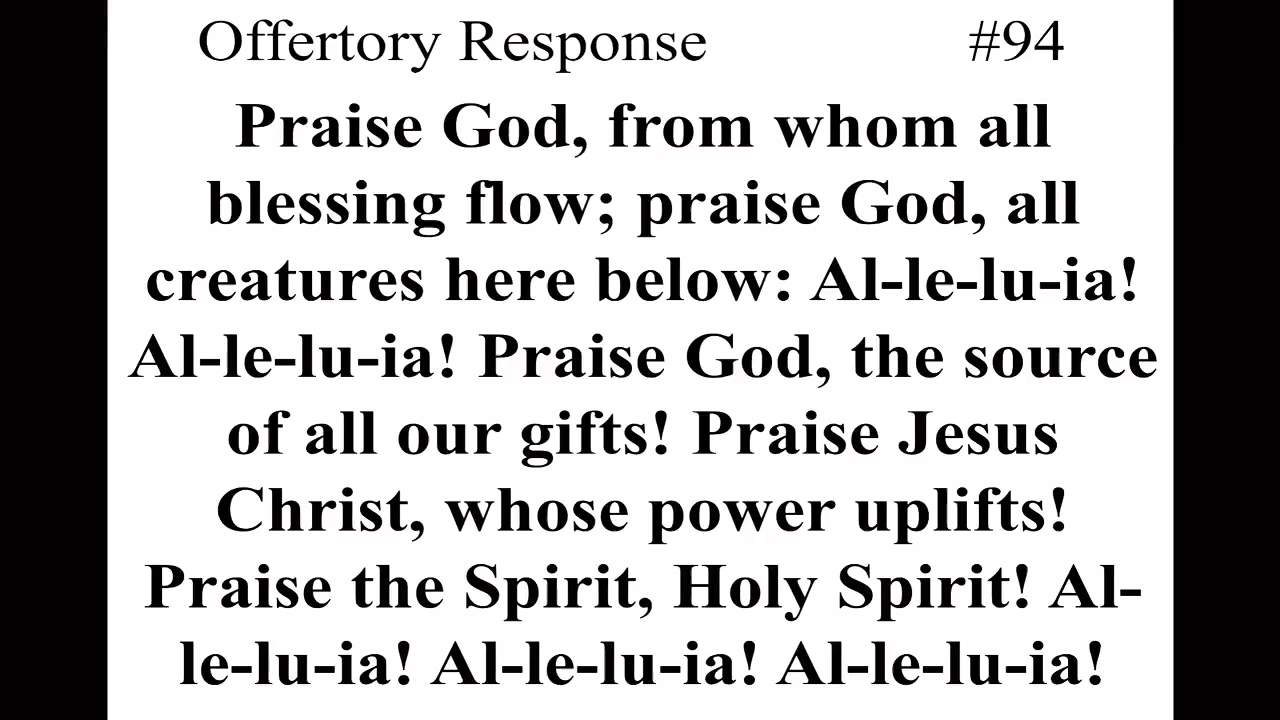 Offertory Response #94
Praise God, from whom all
blessing flow; praise God, all
creatures here below: Al-le-lu-ia!
Al-le-lu-ia! Praise God, the source
of all our gifts! Praise Jesus
Christ, whose power uplifts!
Praise the Spirit, Holy Spirit! Al-
le-lu-ia! Al-le-lu-ia! Al-le-lu-ia!